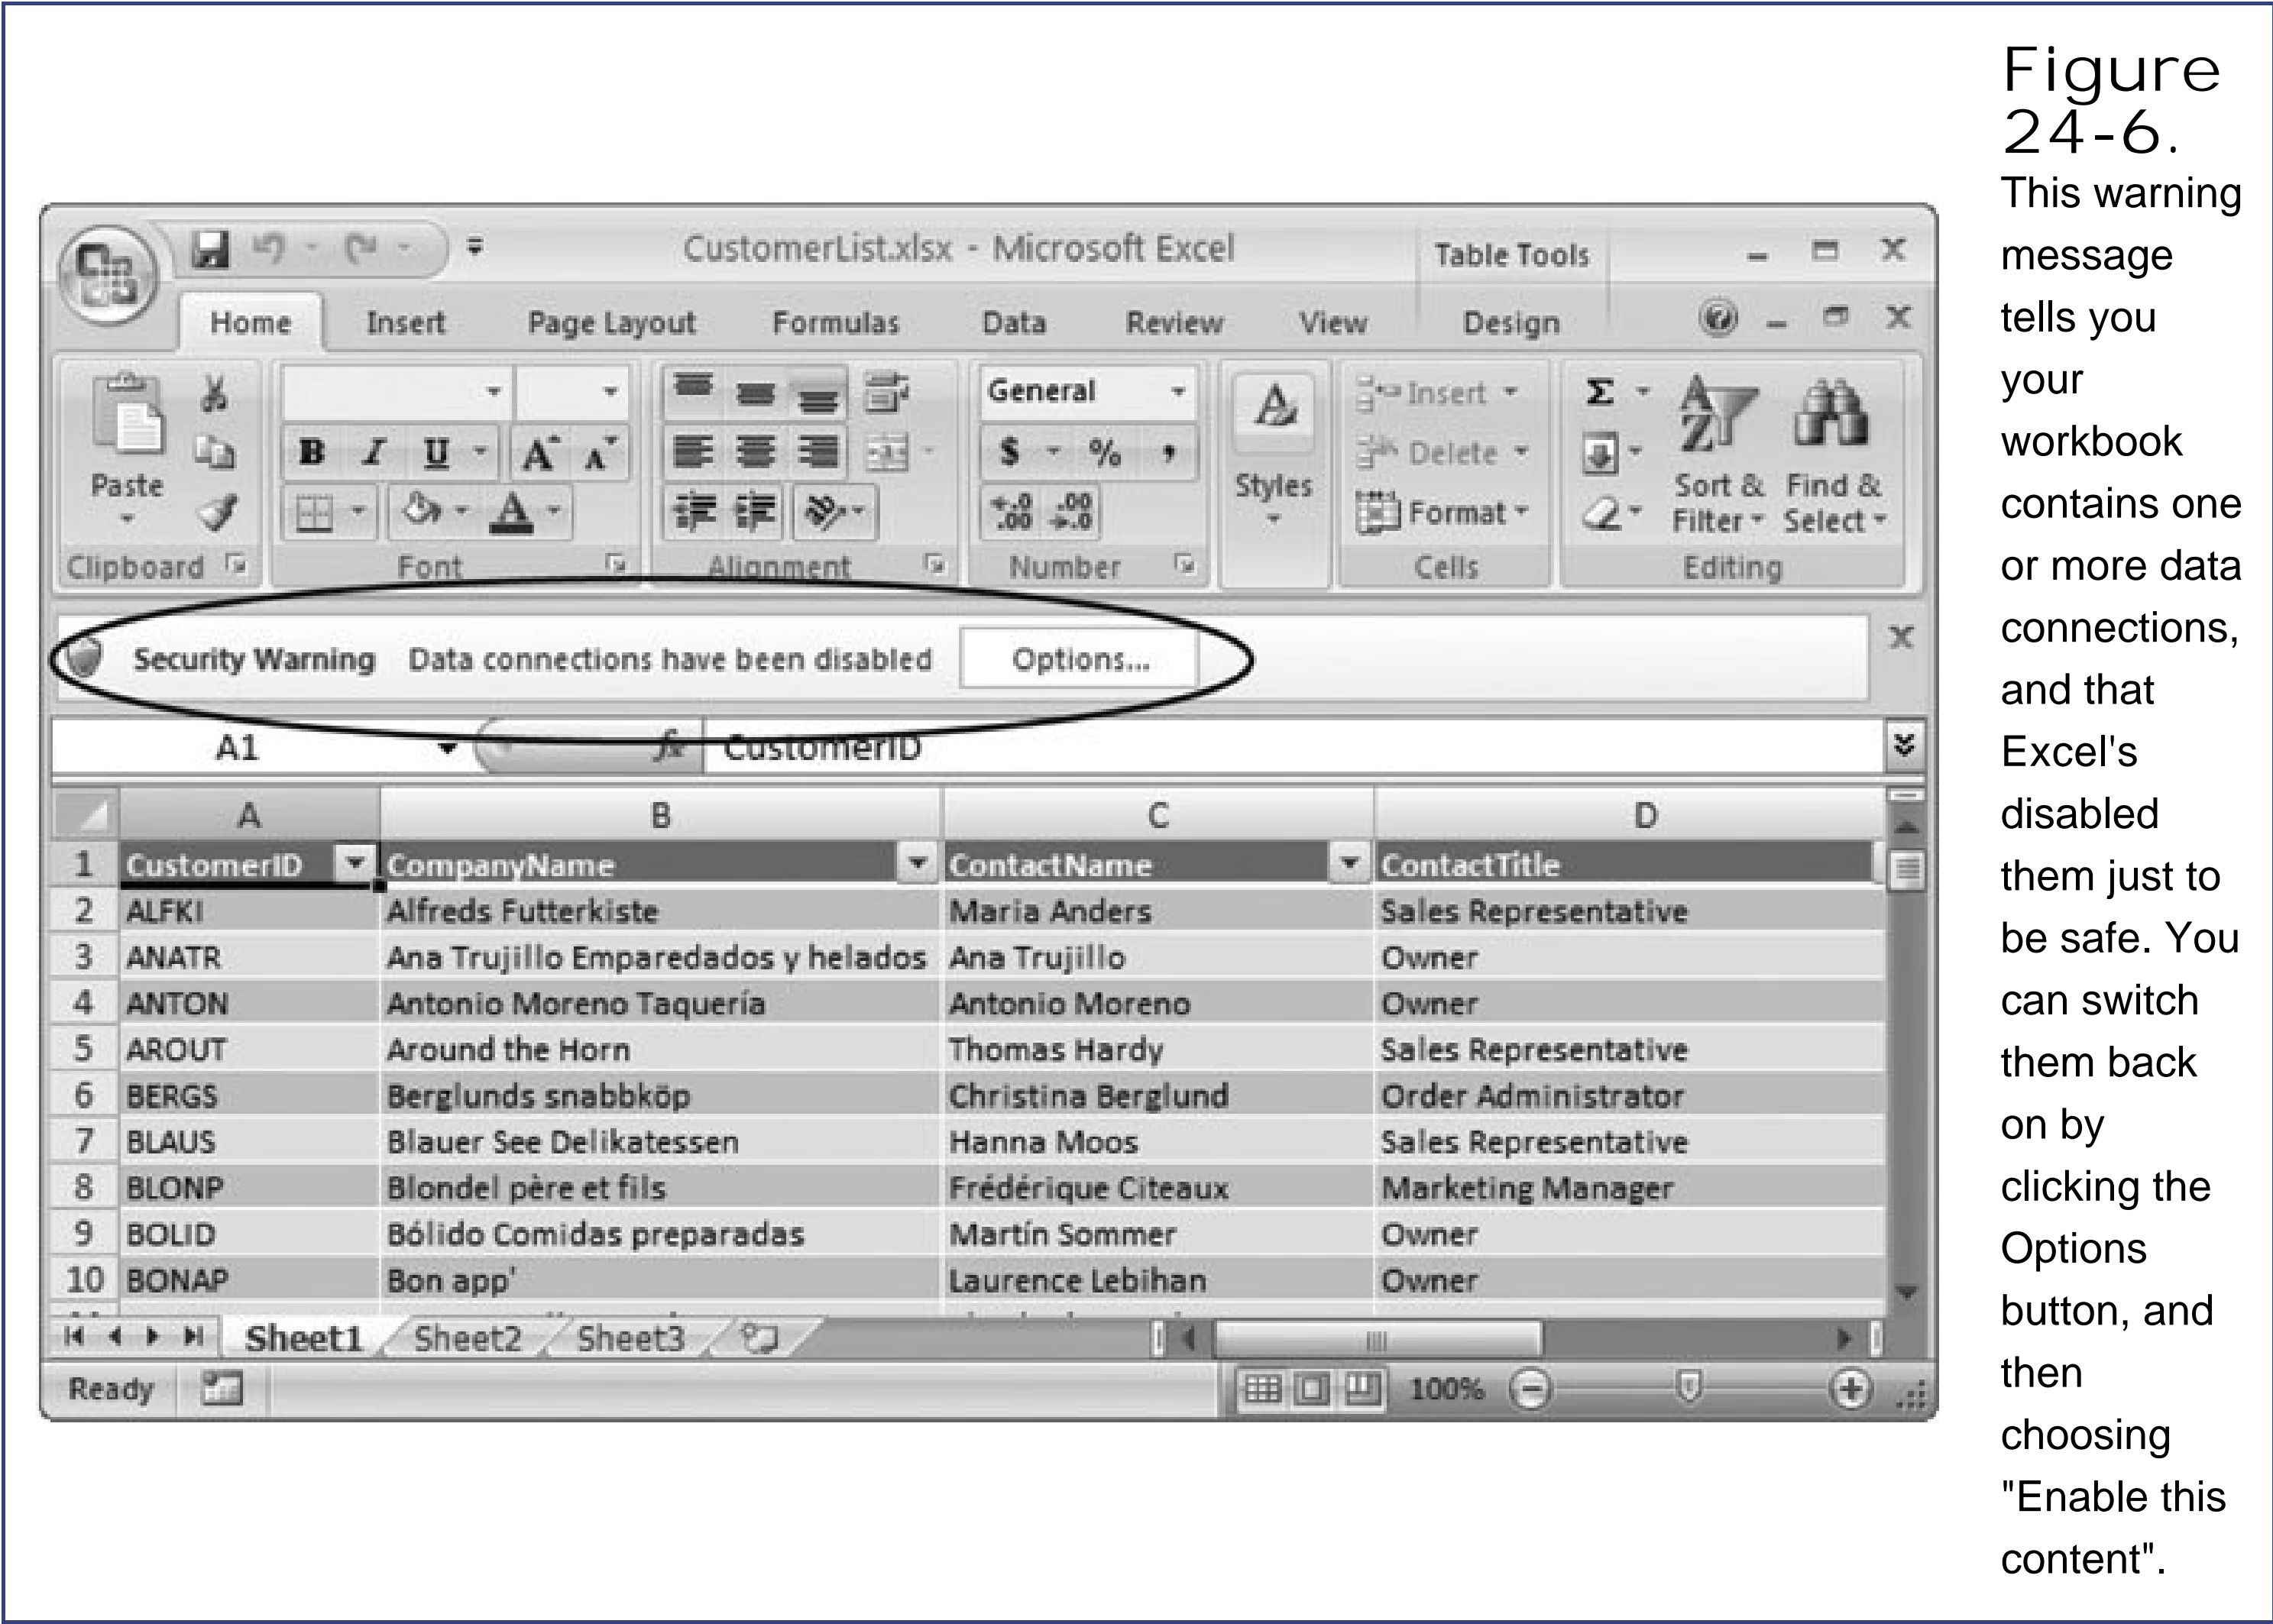 CustomerList.xlsx - Microsoft Excel
Table Tools
Home Insert Page Layout Formulas Data Review View Design
General
Insert
Σ
A
Z
B I U A A
$ % ,
Delete
Paste
Styles
Sort & Find &
Format
Filter Select
.0 .00
.00 .0
Clipboard Font Alignment Number Cells Editing
Security Warning Data connections have been disabled Options...
A1 fx CustomerID
A B C D
1 CustomerID CompanyName ContactName ContactTitle
2 ALFKI Alfreds Futterkiste Maria Anders Sales Representative
3 ANATR Ana Trujillo Emparedados y helados Ana Trujillo Owner
4 ANTON Antonio Moreno Taquería Antonio Moreno Owner
5 AROUT Around the Horn Thomas Hardy Sales Representative
6 BERGS Berglunds snabbköp Christina Berglund Order Administrator
7 BLAUS Blauer See Delikatessen Hanna Moos Sales Representative
8 BLONP Blondel père et fils Frédérique Citeaux Marketing Manager
9 BOLID Bólido Comidas preparadas Martín Sommer Owner
10 BONAP Bon app' Laurence Lebihan Owner
Sheet1 Sheet2 Sheet3
Ready 100%
Figure
24-6.
This warning
message
tells you
your
workbook
contains one
or more data
connections,
and that
Excel's
disabled
them just to
be safe. You
can switch
them back
on by
clicking the
Options
button, and
then
choosing
"Enable this
content".